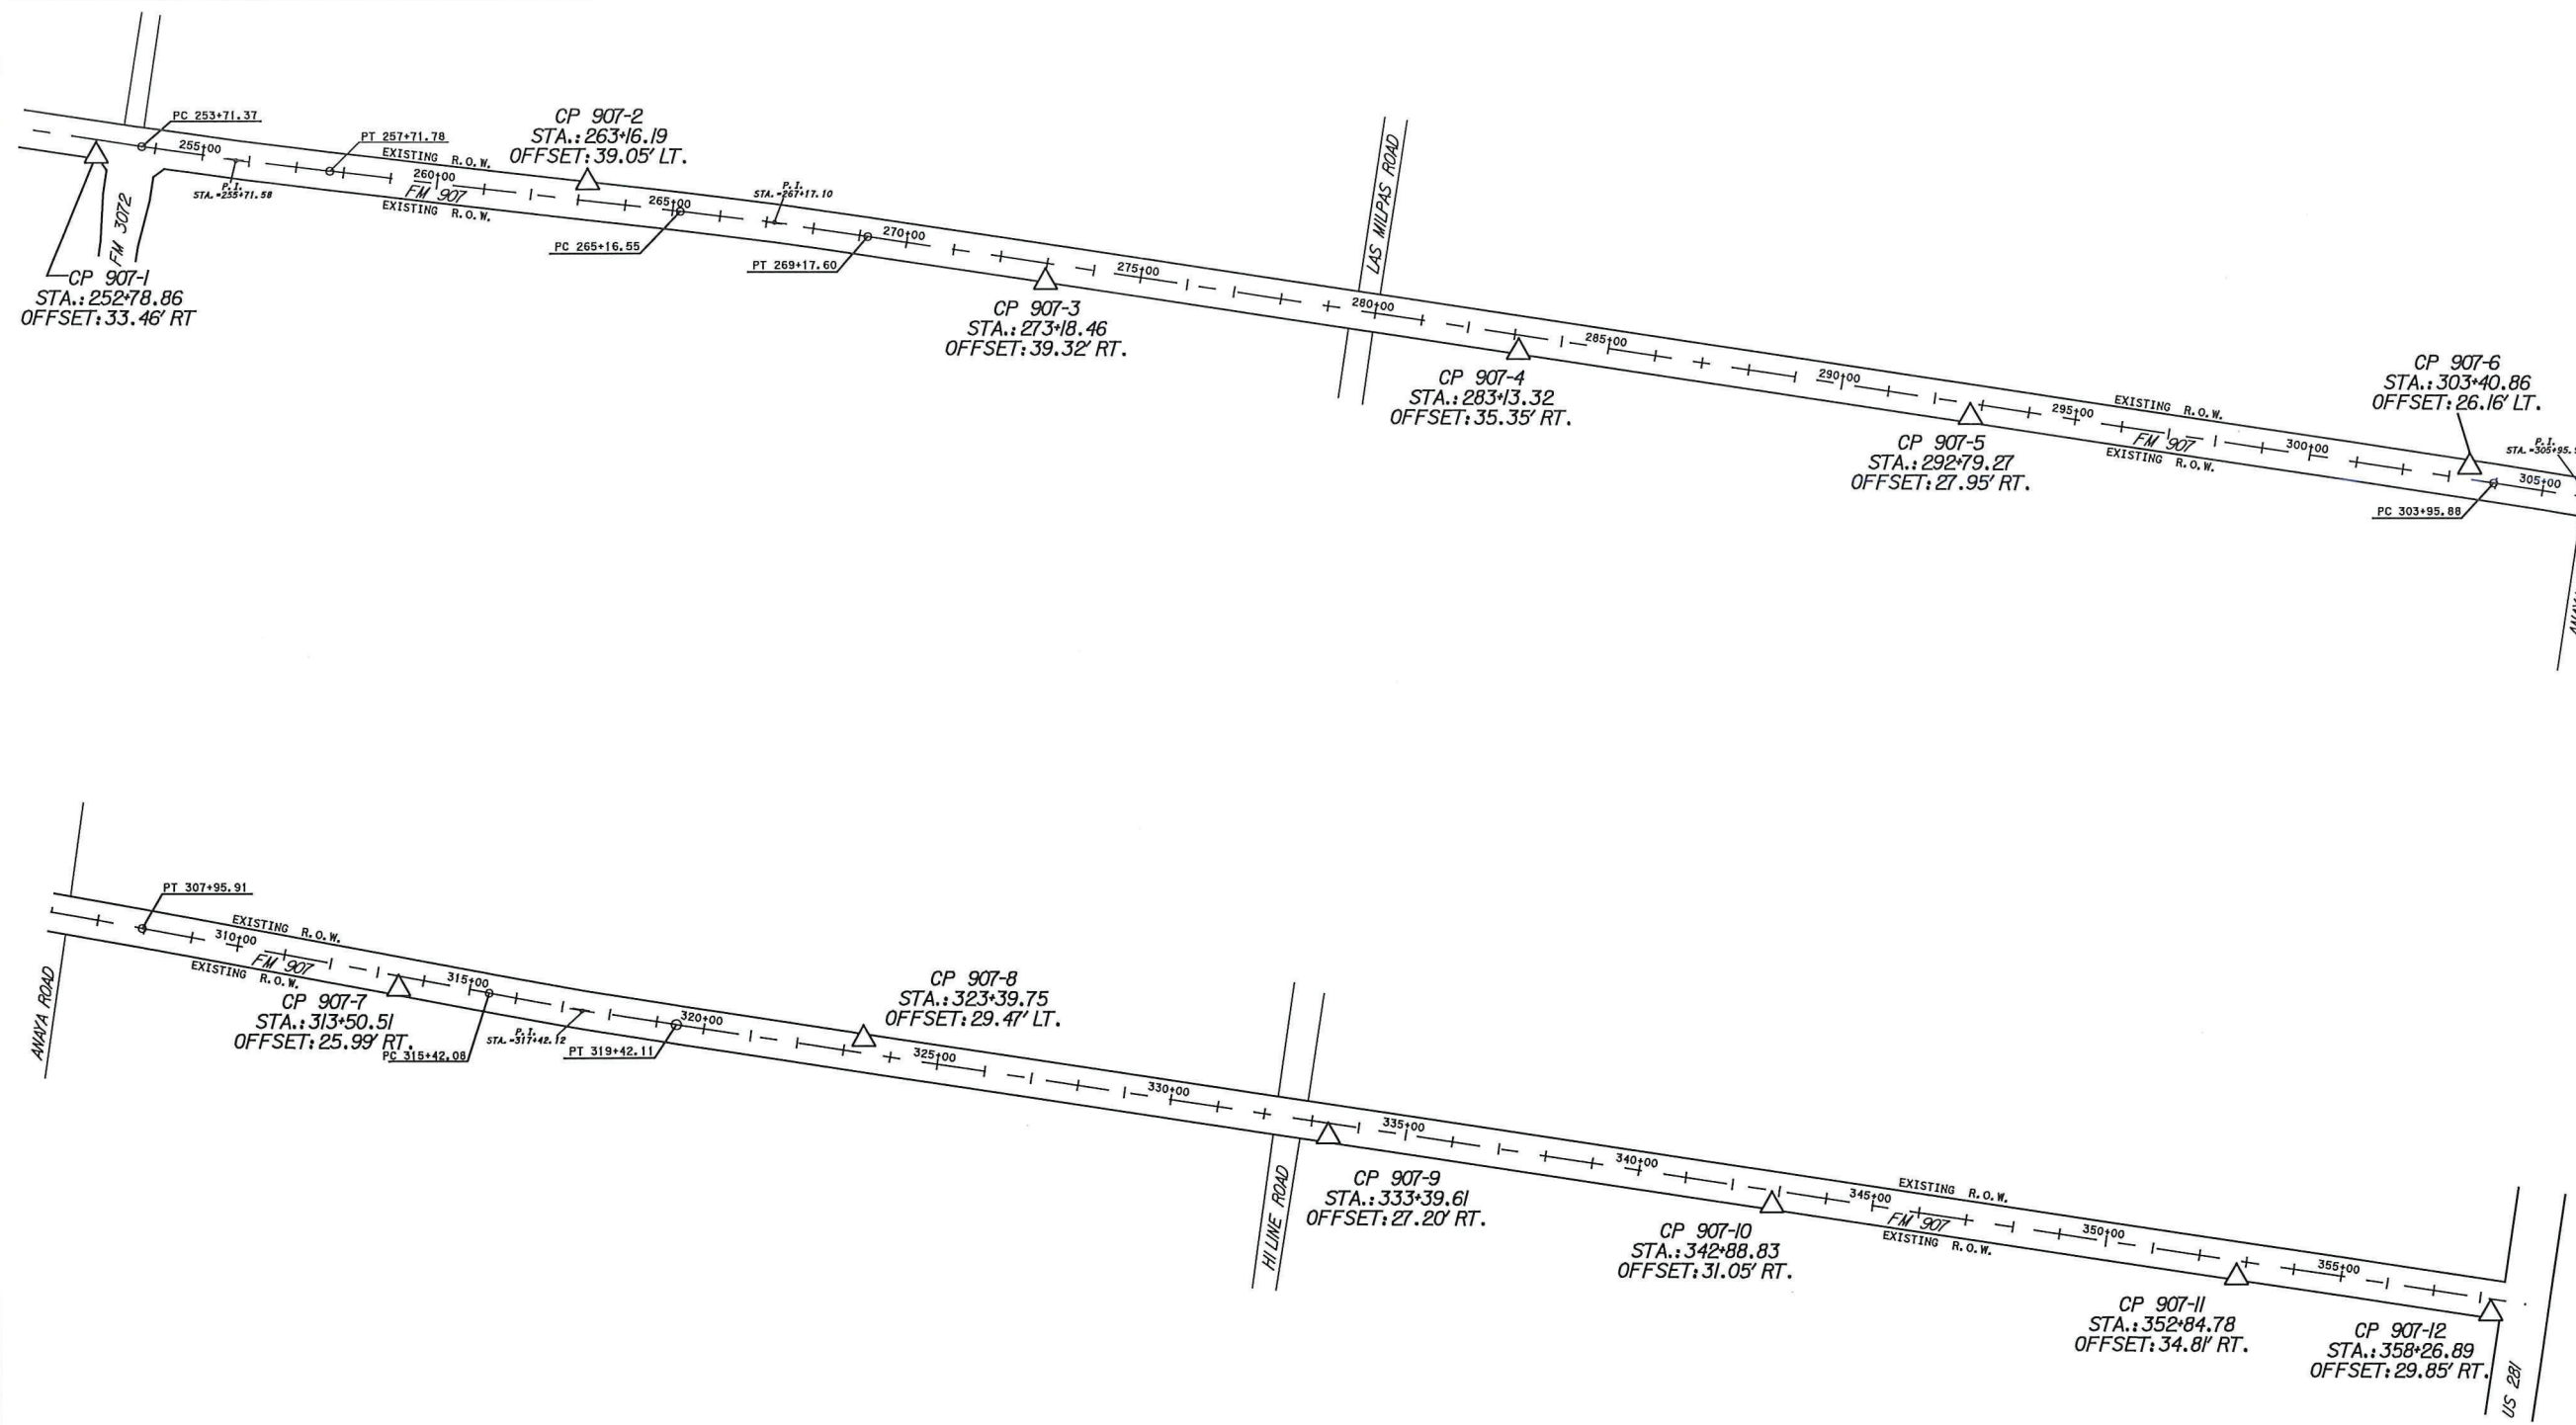 PC 253+71.37
255+00
P.I.
STA.=255+71.58
PT 257+71.78
EXISTING R.O.W.
260+00
FM 907
EXISTING R.O.W.
FM 3072
CP 907-1
STA.:252+78.86
OFFSET:33.46' RT
CP 907-2
STA.:263+16.19
OFFSET:39.05' LT.
265+00
PC 265+16.55
P.I.
STA.=267+17.10
PT 269+17.60
270+00
CP 907-3
STA.:273+18.46
OFFSET:39.32' RT.
275+00
LAS MILPAS ROAD
280+00
CP 907-4
STA.:283+13.32
OFFSET:35.35' RT.
285+00
290+00
CP 907-5
STA.:292+79.27
OFFSET:27.95' RT.
295+00
EXISTING R.O.W.
FM 907
EXISTING R.O.W.
300+00
CP 907-6
STA.:303+40.86
OFFSET:26.16' LT.
PC 303+95.88
305+00
P.I.
STA.=305+95.
ANAYA ROAD
PT 307+95.91
EXISTING R.O.W.
310+00
FM 907
EXISTING R.O.W.
CP 907-7
STA.:313+50.51
OFFSET:25.99' RT.
315+00
PC 315+42.08
P.I.
STA.=317+42.12
PT 319+42.11
320+00
CP 907-8
STA.:323+39.75
OFFSET:29.47' LT.
325+00
330+00
HI LINE ROAD
CP 907-9
STA.:333+39.61
OFFSET:27.20' RT.
335+00
340+00
CP 907-10
STA.:342+88.83
OFFSET:31.05' RT.
345+00
EXISTING R.O.W.
FM 907
EXISTING R.O.W.
350+00
CP 907-11
STA.:352+84.78
OFFSET:34.81' RT.
355+00
CP 907-12
STA.:358+26.89
OFFSET:29.85' RT.
US 281